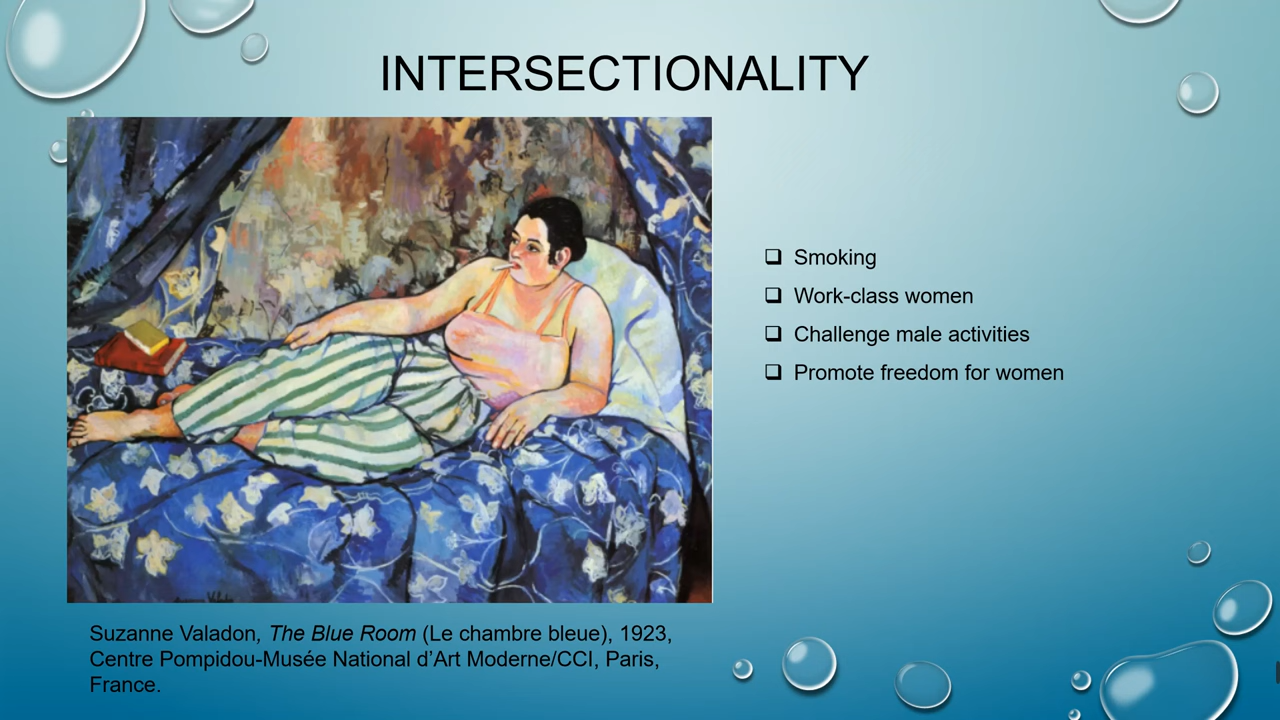 INTERSECTIONALITY
Smoking
Work-class women
Challenge male activities
Promote freedom for women
Suzanne Valadon, The Blue Room (Le chambre bleue), 1923,
Centre Pompidou-Musée National d’Art Moderne/CCI, Paris,
France.